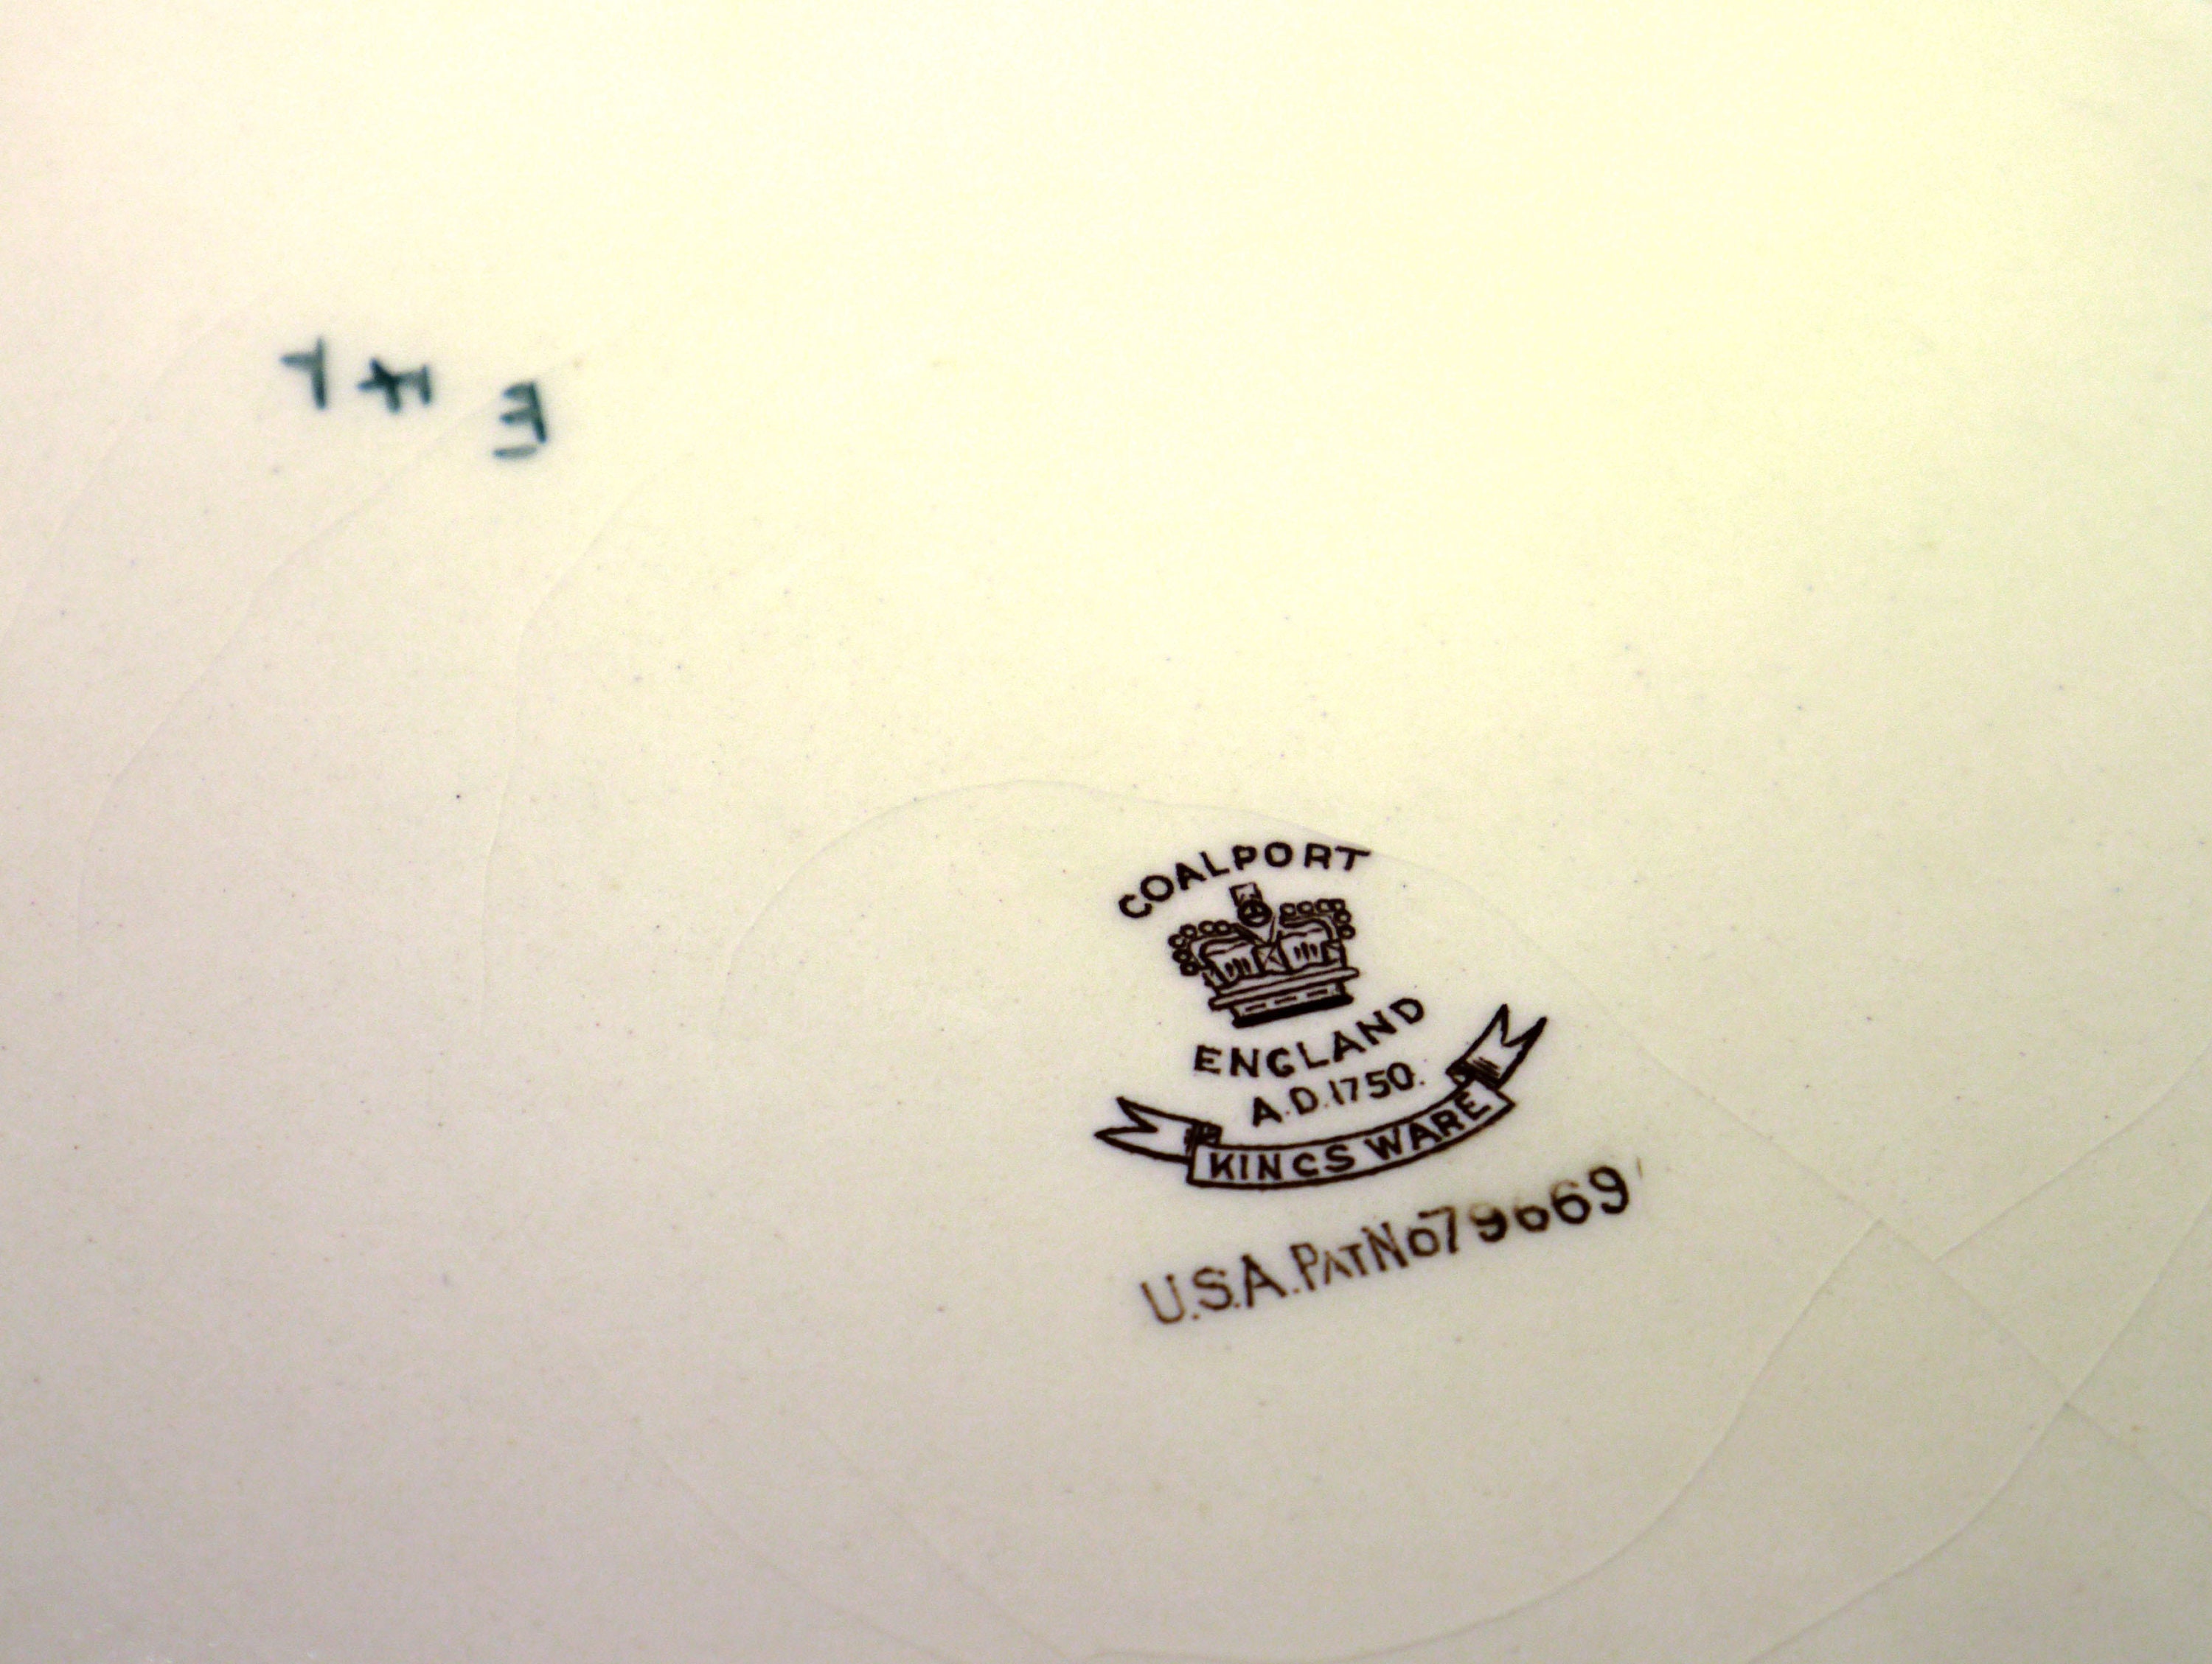 COALPORT
ENGLAND
A.D.1750.
KINGS WARE
U.S.A. PAT No 79669